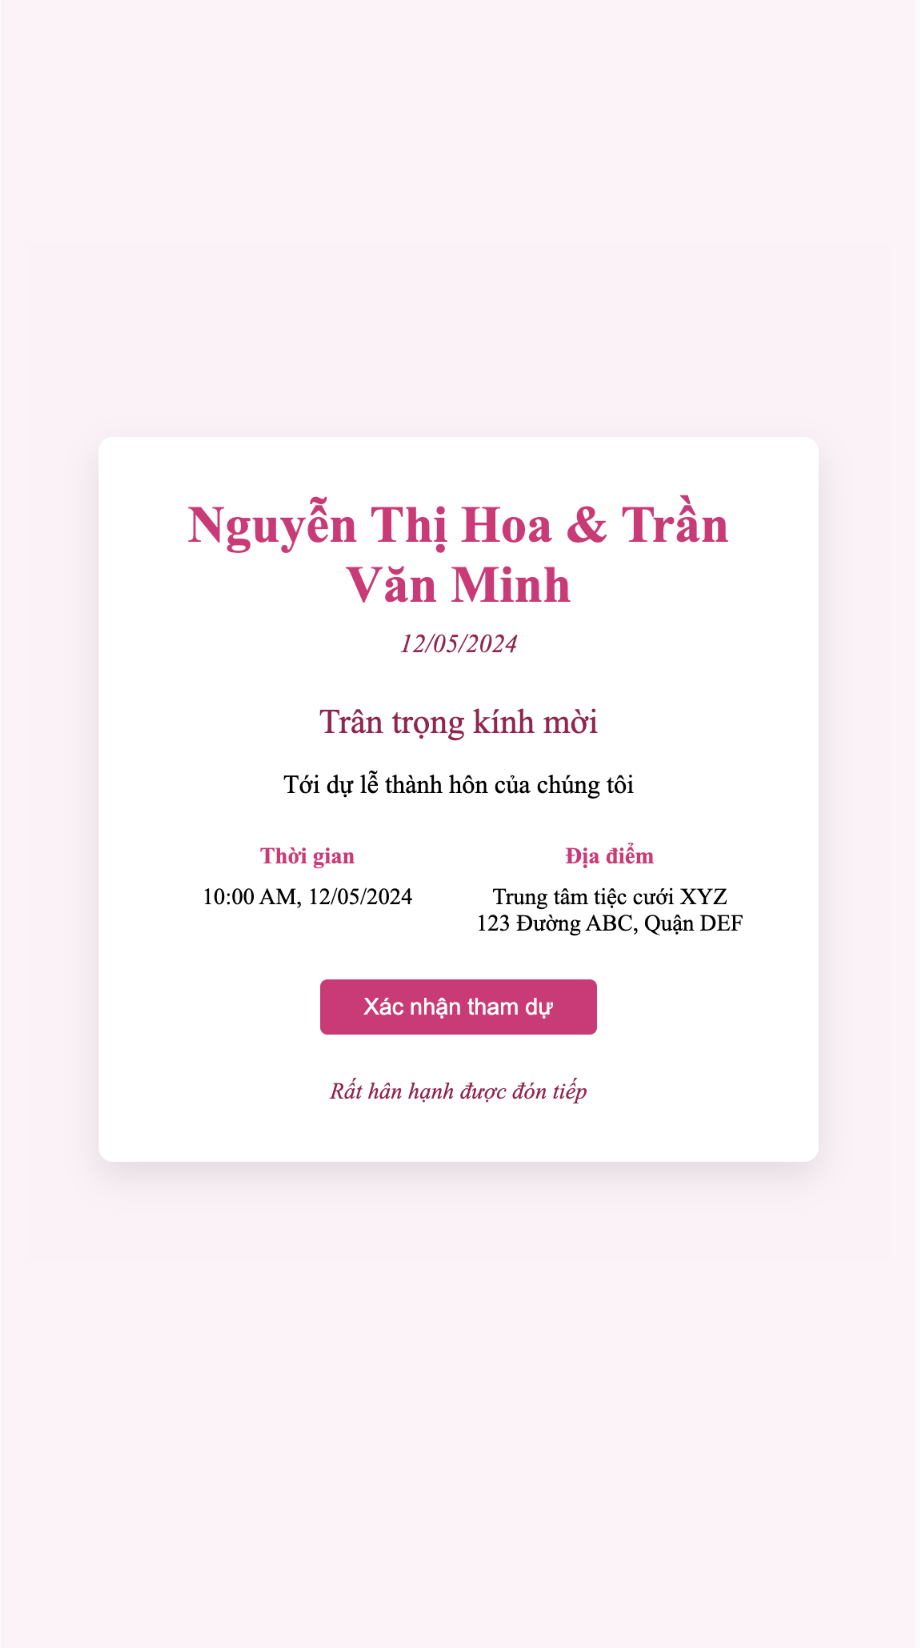 Nguyễn Thị Hoa & Trần
Văn Minh
12/05/2024
Trân trọng kính mời
Tới dự lễ thành hôn của chúng tôi
Thời gian
10:00 AM, 12/05/2024
Địa điểm
Trung tâm tiệc cưới XYZ
123 Đường ABC, Quận DEF
Xác nhận tham dự
Rất hân hạnh được đón tiếp